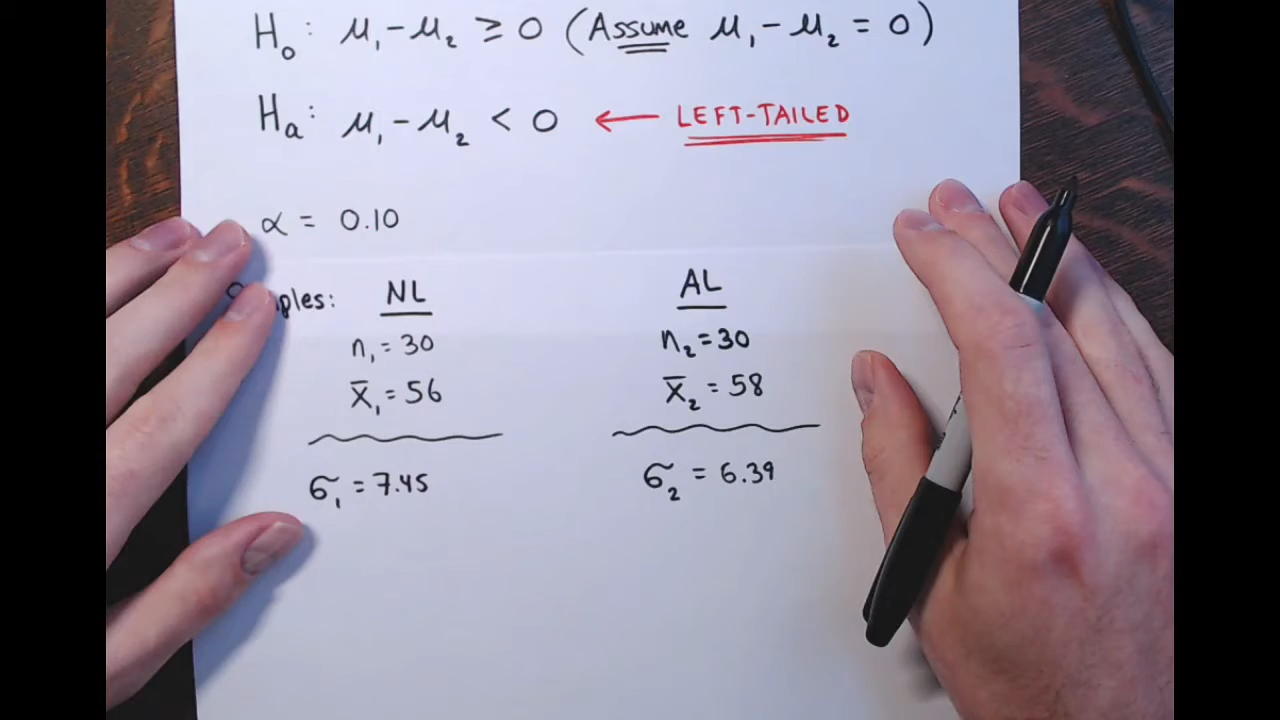 H₀: μ₁-μ₂ ≥ 0 (Assume μ₁-μ₂ = 0)
Hₐ: μ₁-μ₂ < 0 ← LEFT-TAILED
α = 0.10
NL AL
n₁ = 30 n₂ = 30
x̄₁ = 56 x̄₂ = 58
σ₁ = 7.45 σ₂ = 6.39